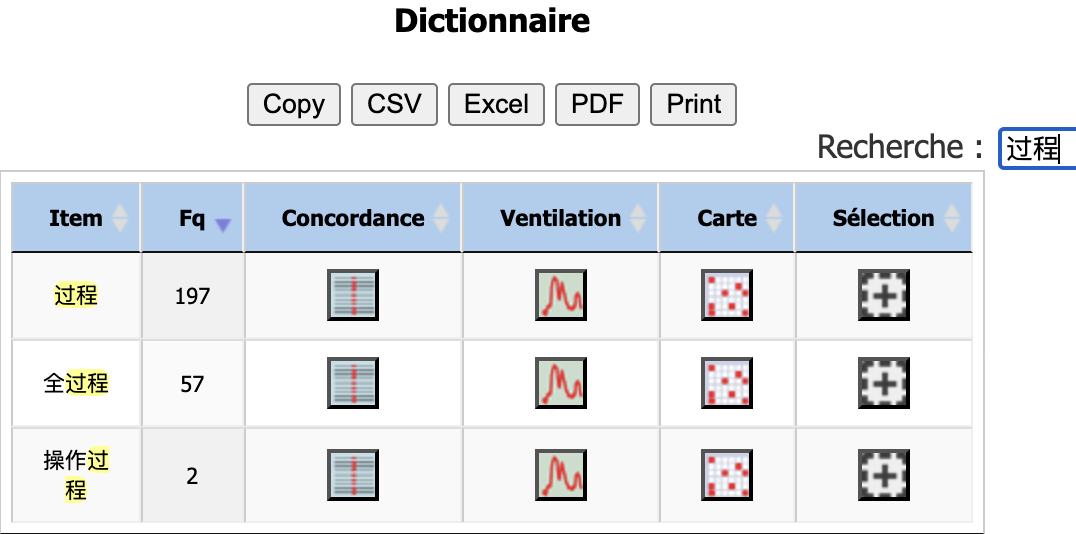 Dictionnaire
Copy CSV Excel PDF Print
Recherche : 过程
Item Fq Concordance Ventilation Carte Sélection
过程 197
全过程 57
操作过
程 2